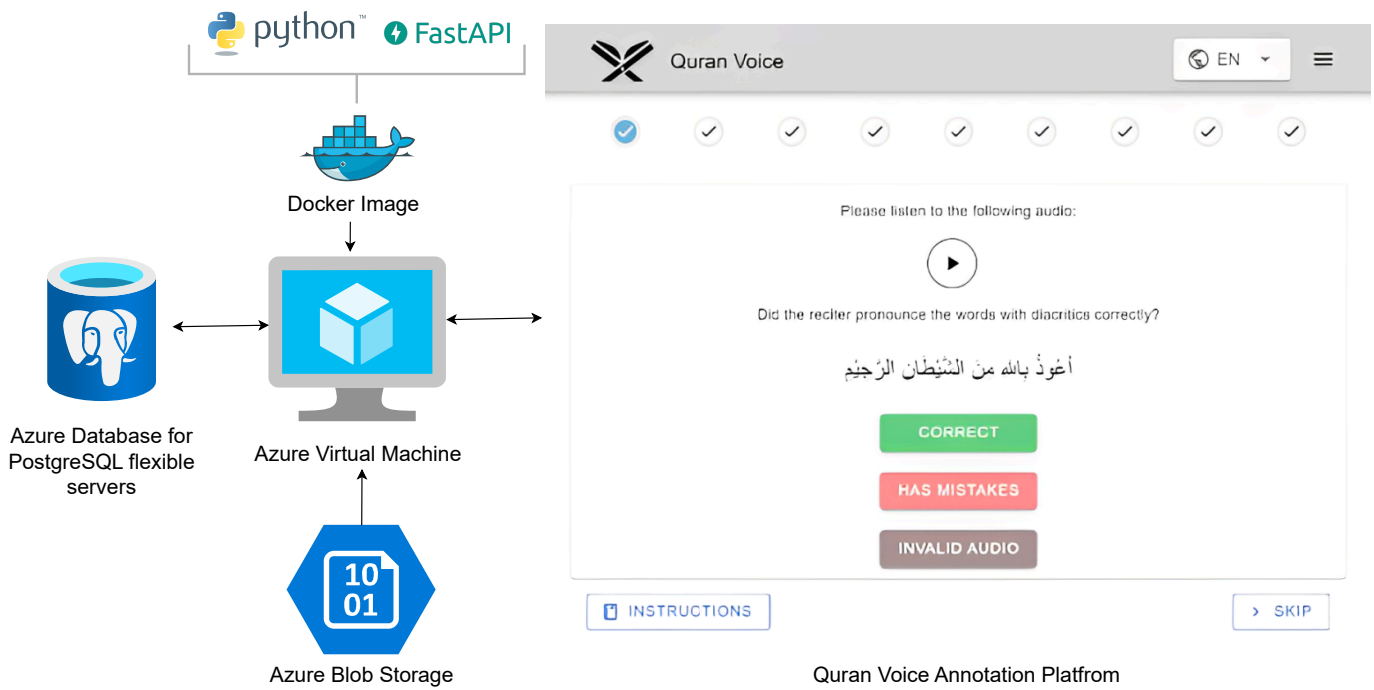 python™
FastAPI
Docker Image
Azure Database for
PostgreSQL flexible
servers
Azure Virtual Machine
10
01
Azure Blob Storage
Quran Voice
EN
Please listen to the following audio:
Did the reciter pronounce the words with diacritics correctly?
أعُوذُ بِاللهِ مِنَ الشَّيْطَانِ الرَّجِيْمِ
CORRECT
HAS MISTAKES
INVALID AUDIO
INSTRUCTIONS
SKIP
Quran Voice Annotation Platfrom